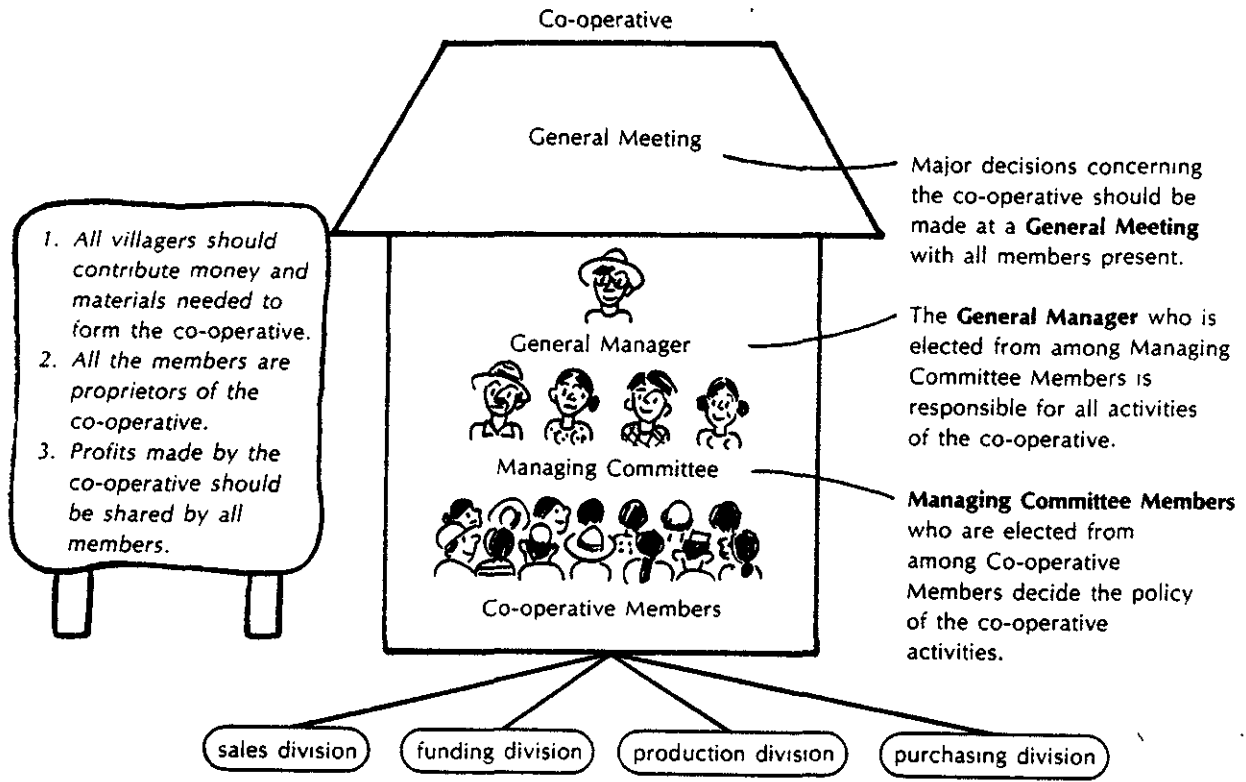 Co-operative
General Meeting
Major decisions concerning
the co-operative should be
made at a General Meeting
with all members present.
1. All villagers should
contribute money and
materials needed to
form the co-operative.
2. All the members are
proprietors of the
co-operative.
3. Profits made by the
co-operative should
be shared by all
members.
General Manager
The General Manager who is
elected from among Managing
Committee Members is
responsible for all activities
of the co-operative.
Managing Committee
Managing Committee Members
who are elected from
among Co-operative
Members decide the policy
of the co-operative
activities.
Co-operative Members
sales division
funding division
production division
purchasing division